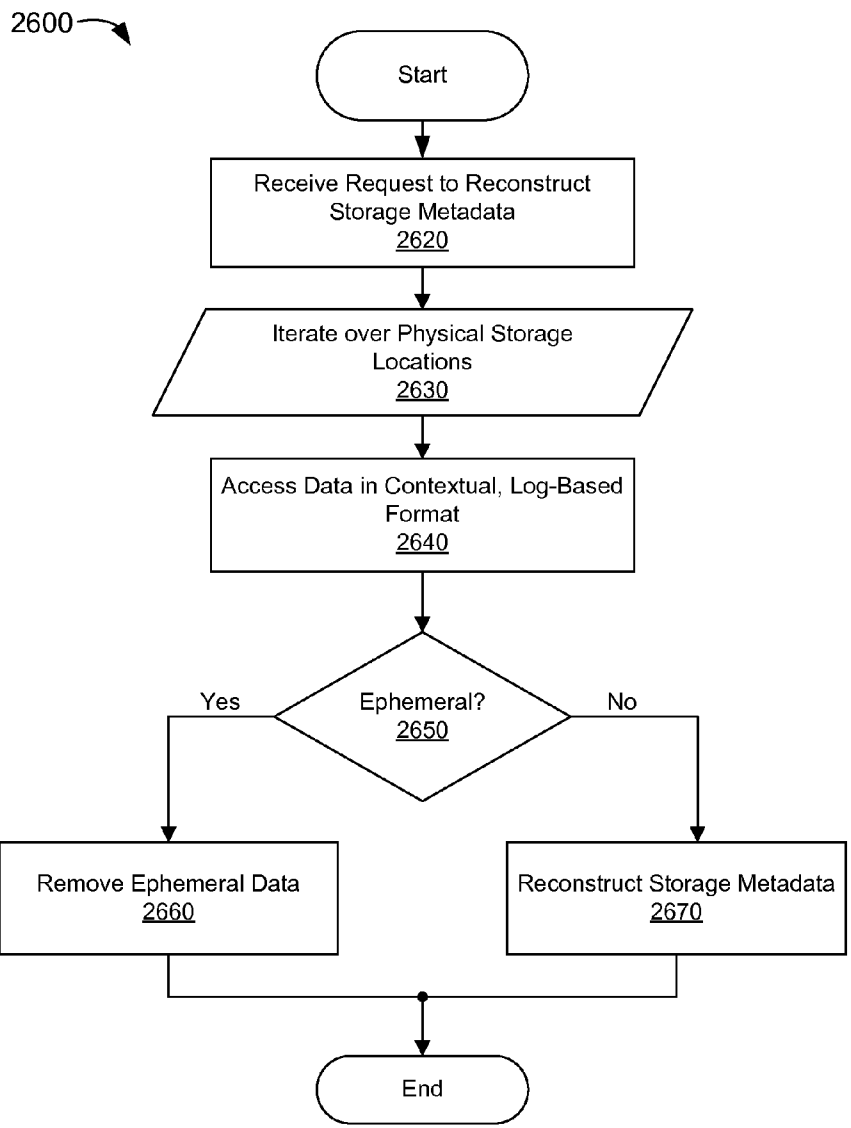 2600
Start
Receive Request to Reconstruct
Storage Metadata
2620
Iterate over Physical Storage
Locations
2630
Access Data in Contextual, Log-Based
Format
2640
Ephemeral?
2650
Yes
No
Remove Ephemeral Data
2660
Reconstruct Storage Metadata
2670
End